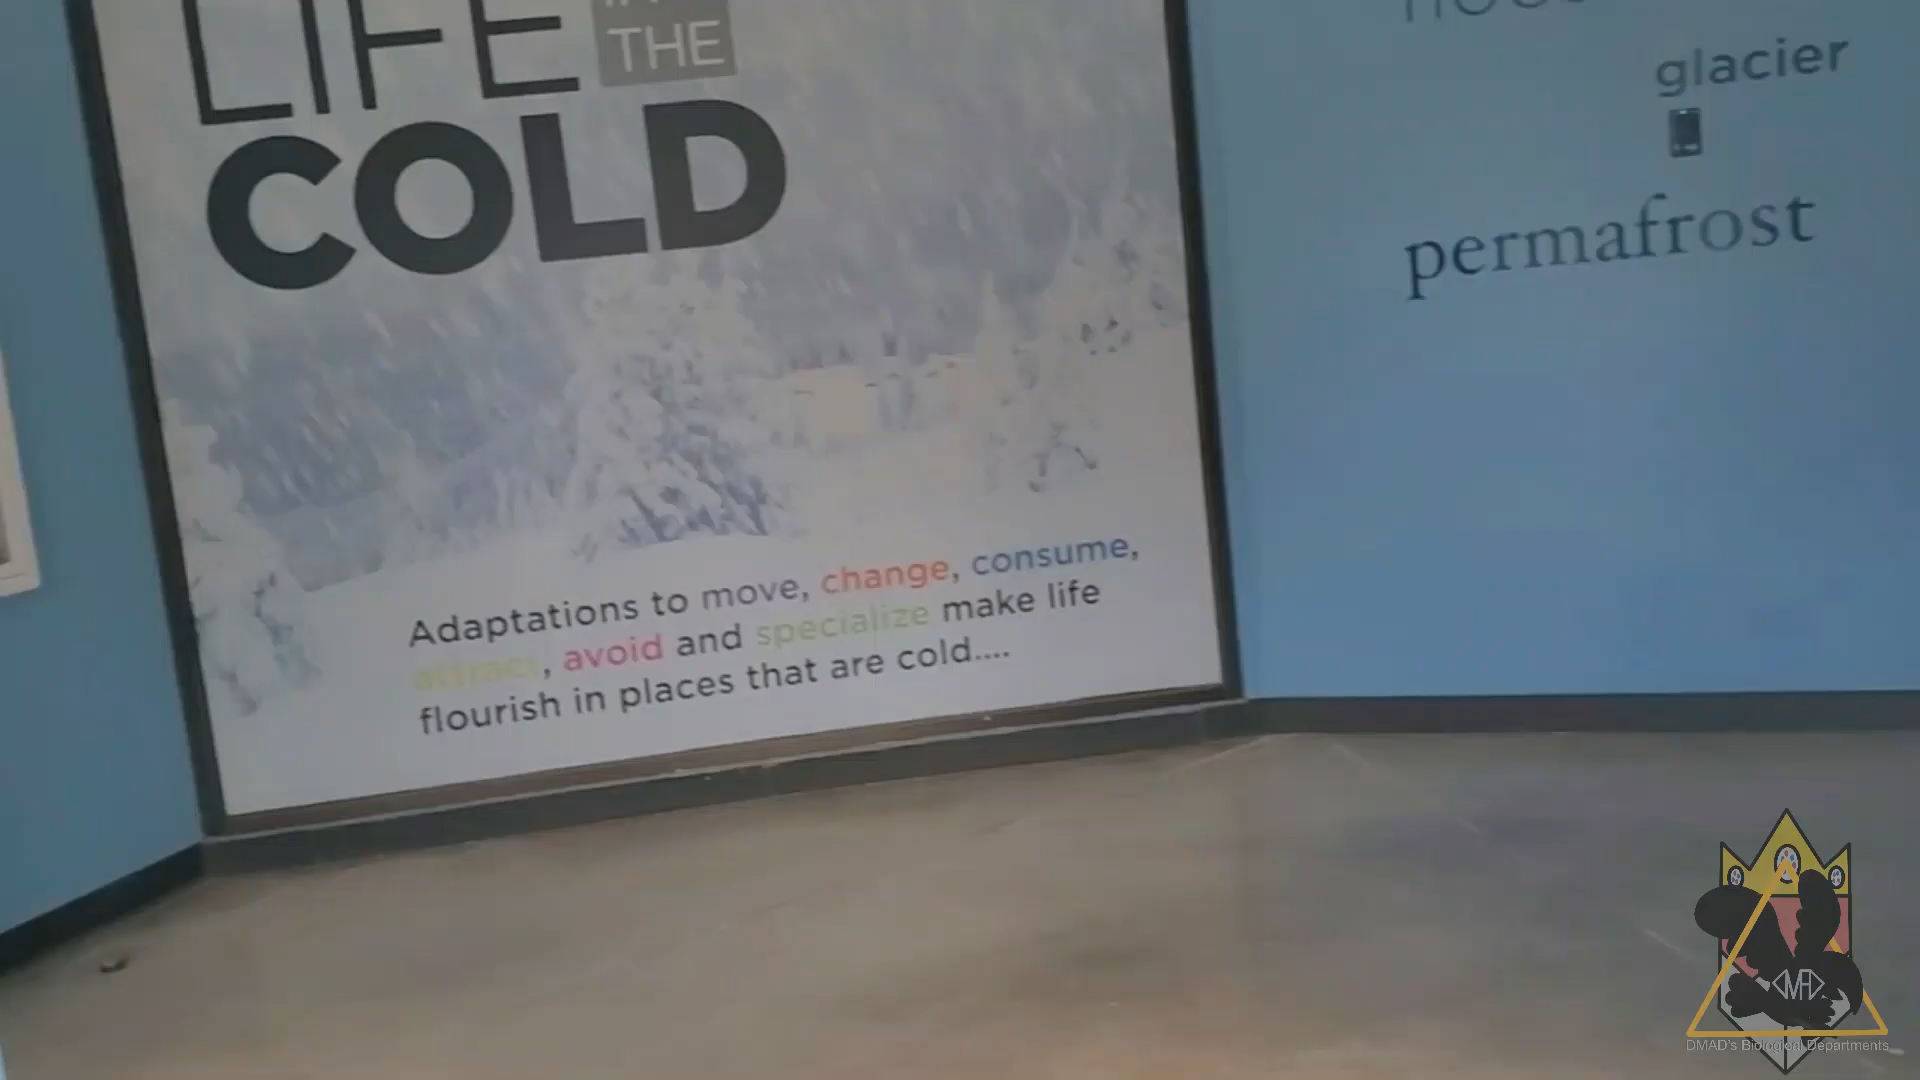 LIFE
THE
COLD
glacier
permafrost
Adaptations to move, change, consume,
attract, avoid and specialize make life
flourish in places that are cold....
DMAD's Biological Departments